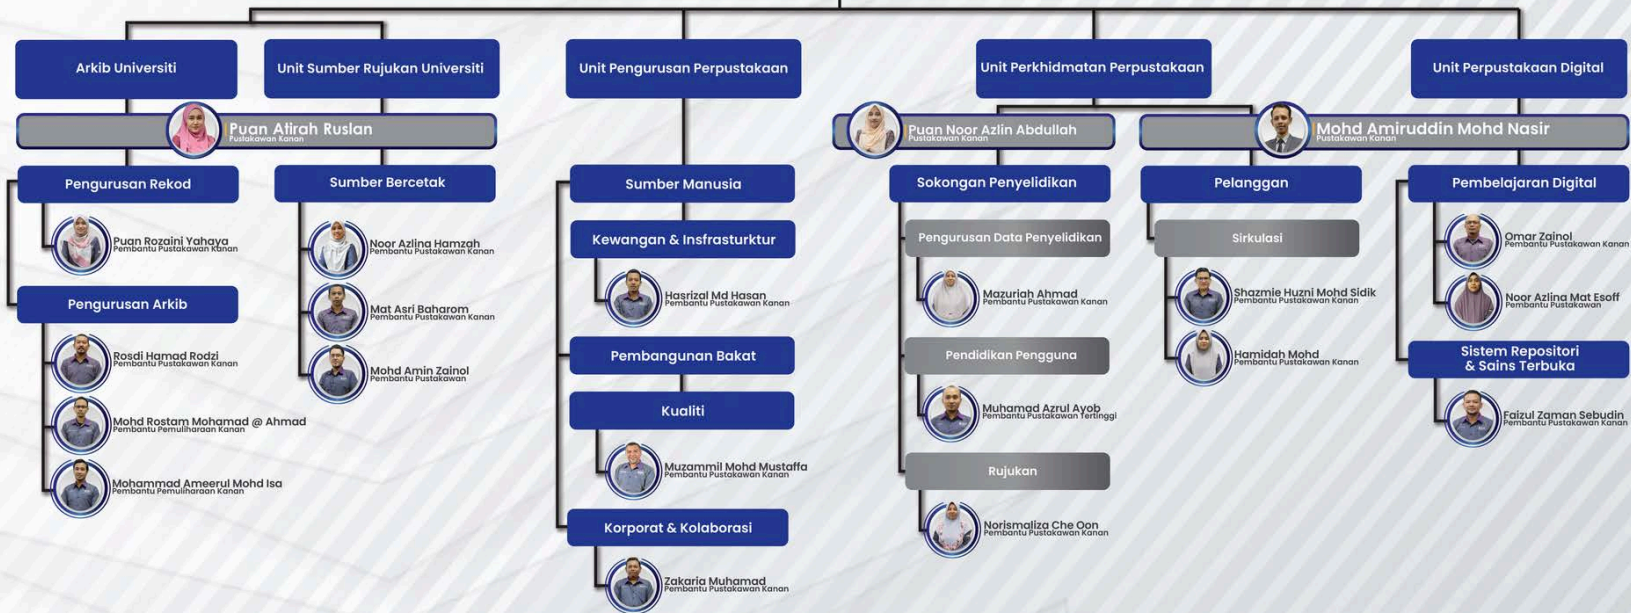 Arkib Universiti
Unit Sumber Rujukan Universiti
Unit Pengurusan Perpustakaan
Unit Perkhidmatan Perpustakaan
Unit Perpustakaan Digital
Puan Atirah Ruslan
Pustakawan Kanan
Puan Noor Azlin Abdullah
Pustakawan Kanan
Mohd Amiruddin Mohd Nasir
Pustakawan Kanan
Pengurusan Rekod
Puan Rozaini Yahaya
Pembantu Pustakawan Kanan
Pengurusan Arkib
Rosdi Hamad Rodzi
Pembantu Pustakawan Kanan
Mohd Rostam Mohamad @ Ahmad
Pembantu Pemuliharaan Kanan
Mohammad Ameerul Mohd Isa
Pembantu Pemuliharaan Kanan
Sumber Bercetak
Noor Azlina Hamzah
Pembantu Pustakawan Kanan
Mat Asri Baharom
Pembantu Pustakawan Kanan
Mohd Amin Zainol
Pembantu Pustakawan
Sumber Manusia
Kewangan & Insfrasturktur
Hasrizal Md Hasan
Pembantu Pustakawan Kanan
Pembangunan Bakat
Kualiti
Muzammil Mohd Mustaffa
Pembantu Pustakawan Kanan
Korporat & Kolaborasi
Zakaria Muhamad
Pembantu Pustakawan Kanan
Sokongan Penyelidikan
Pengurusan Data Penyelidikan
Mazuriah Ahmad
Pembantu Pustakawan Kanan
Pendidikan Pengguna
Muhamad Azrul Ayob
Pembantu Pustakawan Tertinggi
Rujukan
Norismaliza Che Oon
Pembantu Pustakawan Kanan
Pelanggan
Sirkulasi
Shazmie Huzni Mohd Sidik
Pembantu Pustakawan Kanan
Hamidah Mohd
Pembantu Pustakawan Kanan
Pembelajaran Digital
Omar Zainol
Pembantu Pustakawan Kanan
Noor Azlina Mat Esoff
Pembantu Pustakawan
Sistem Repositori
& Sains Terbuka
Faizul Zaman Sebudin
Pembantu Pustakawan Kanan